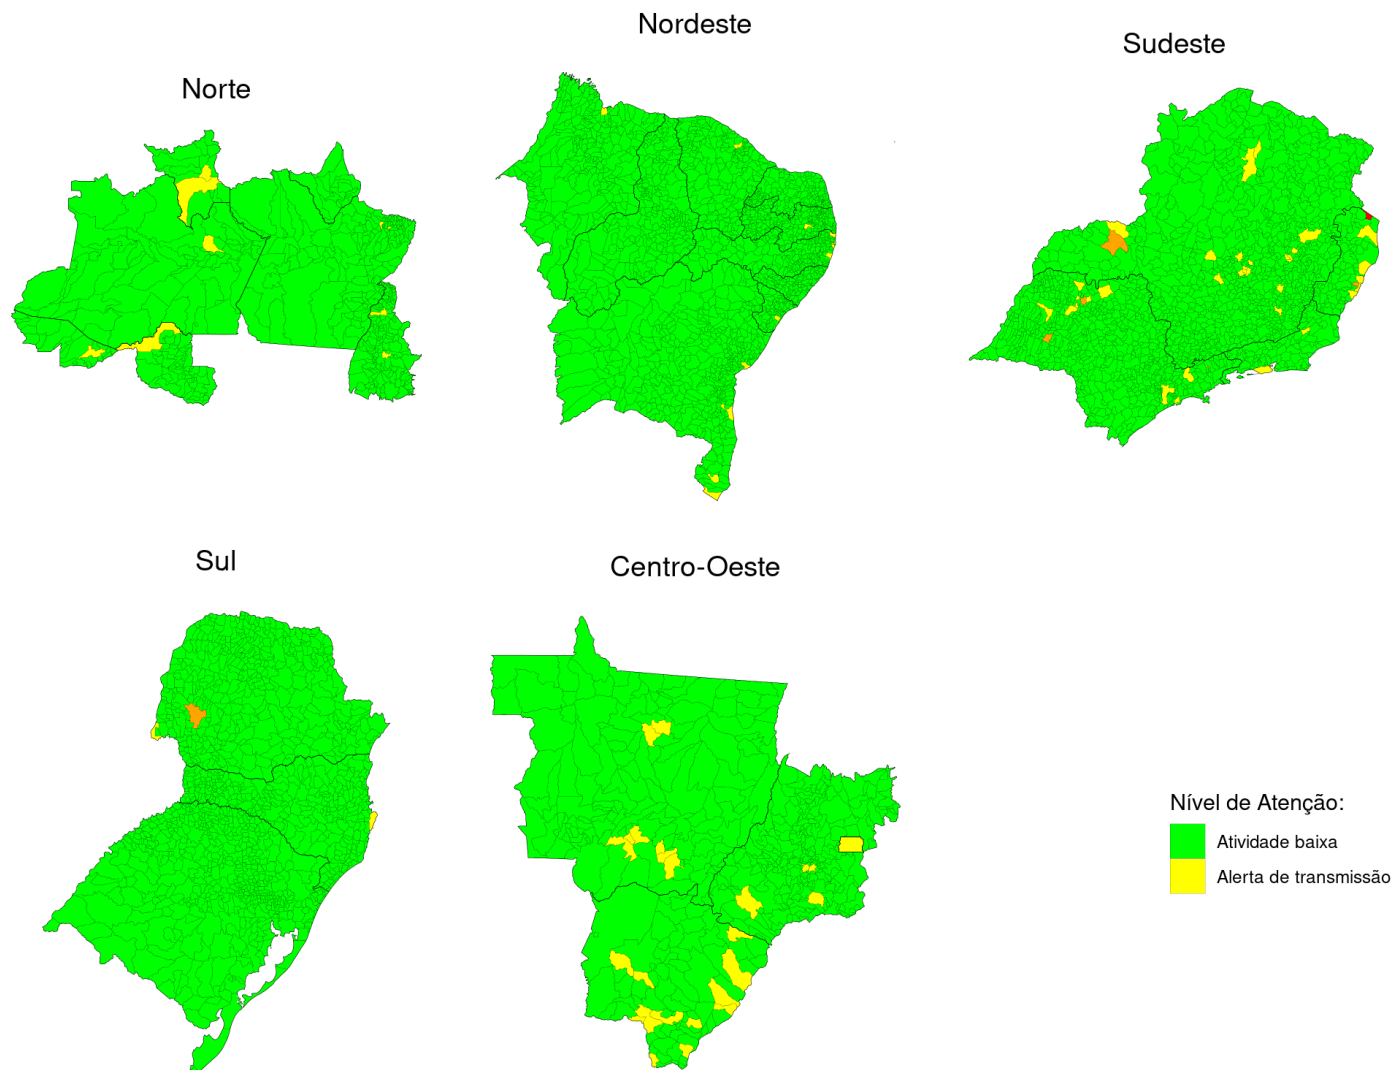 Nordeste
Sudeste
Norte
Sul
Centro-Oeste
Nível de Atenção:
Atividade baixa
Alerta de transmissão